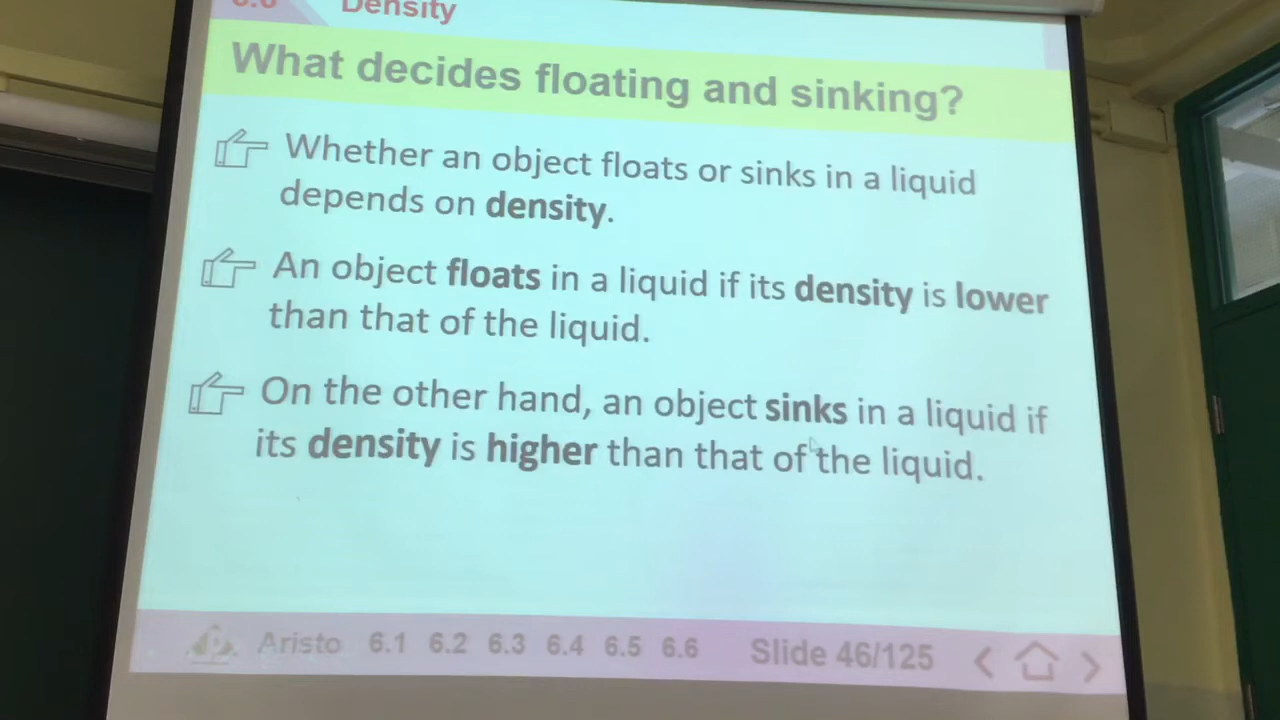 6.6 Density
What decides floating and sinking?
Whether an object floats or sinks in a liquid
depends on density.
An object floats in a liquid if its density is lower
than that of the liquid.
On the other hand, an object sinks in a liquid if
its density is higher than that of the liquid.
Aristo 6.1 6.2 6.3 6.4 6.5 6.6 Slide 46/125